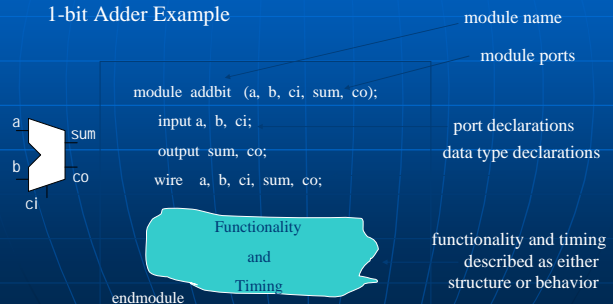 1-bit Adder Example
module name
module ports
module addbit (a, b, ci, sum, co);
input a, b, ci;
output sum, co;
wire a, b, ci, sum, co;
port declarations
data type declarations
a
b
ci
sum
co
Functionality
and
Timing
functionality and timing
described as either
structure or behavior
endmodule